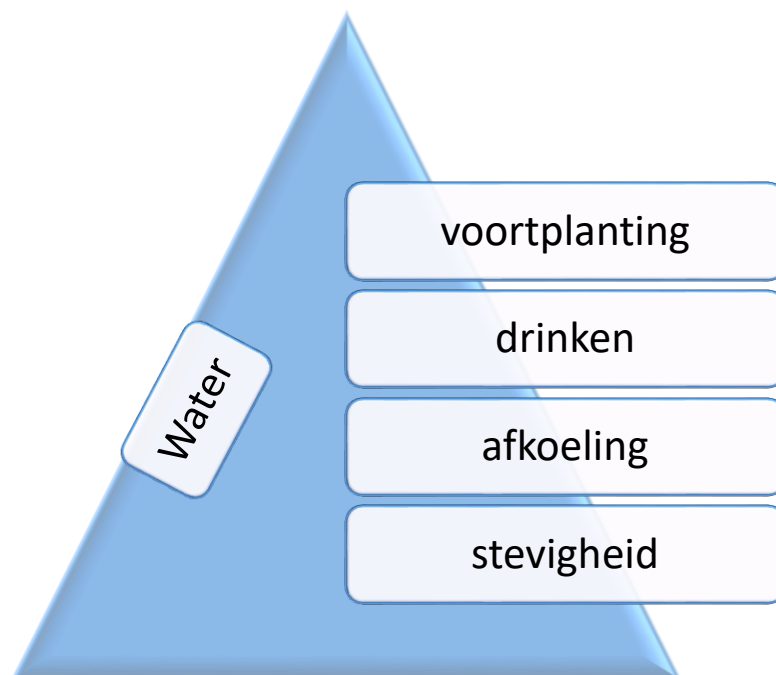 voortplanting
drinken
Water
afkoeling
stevigheid